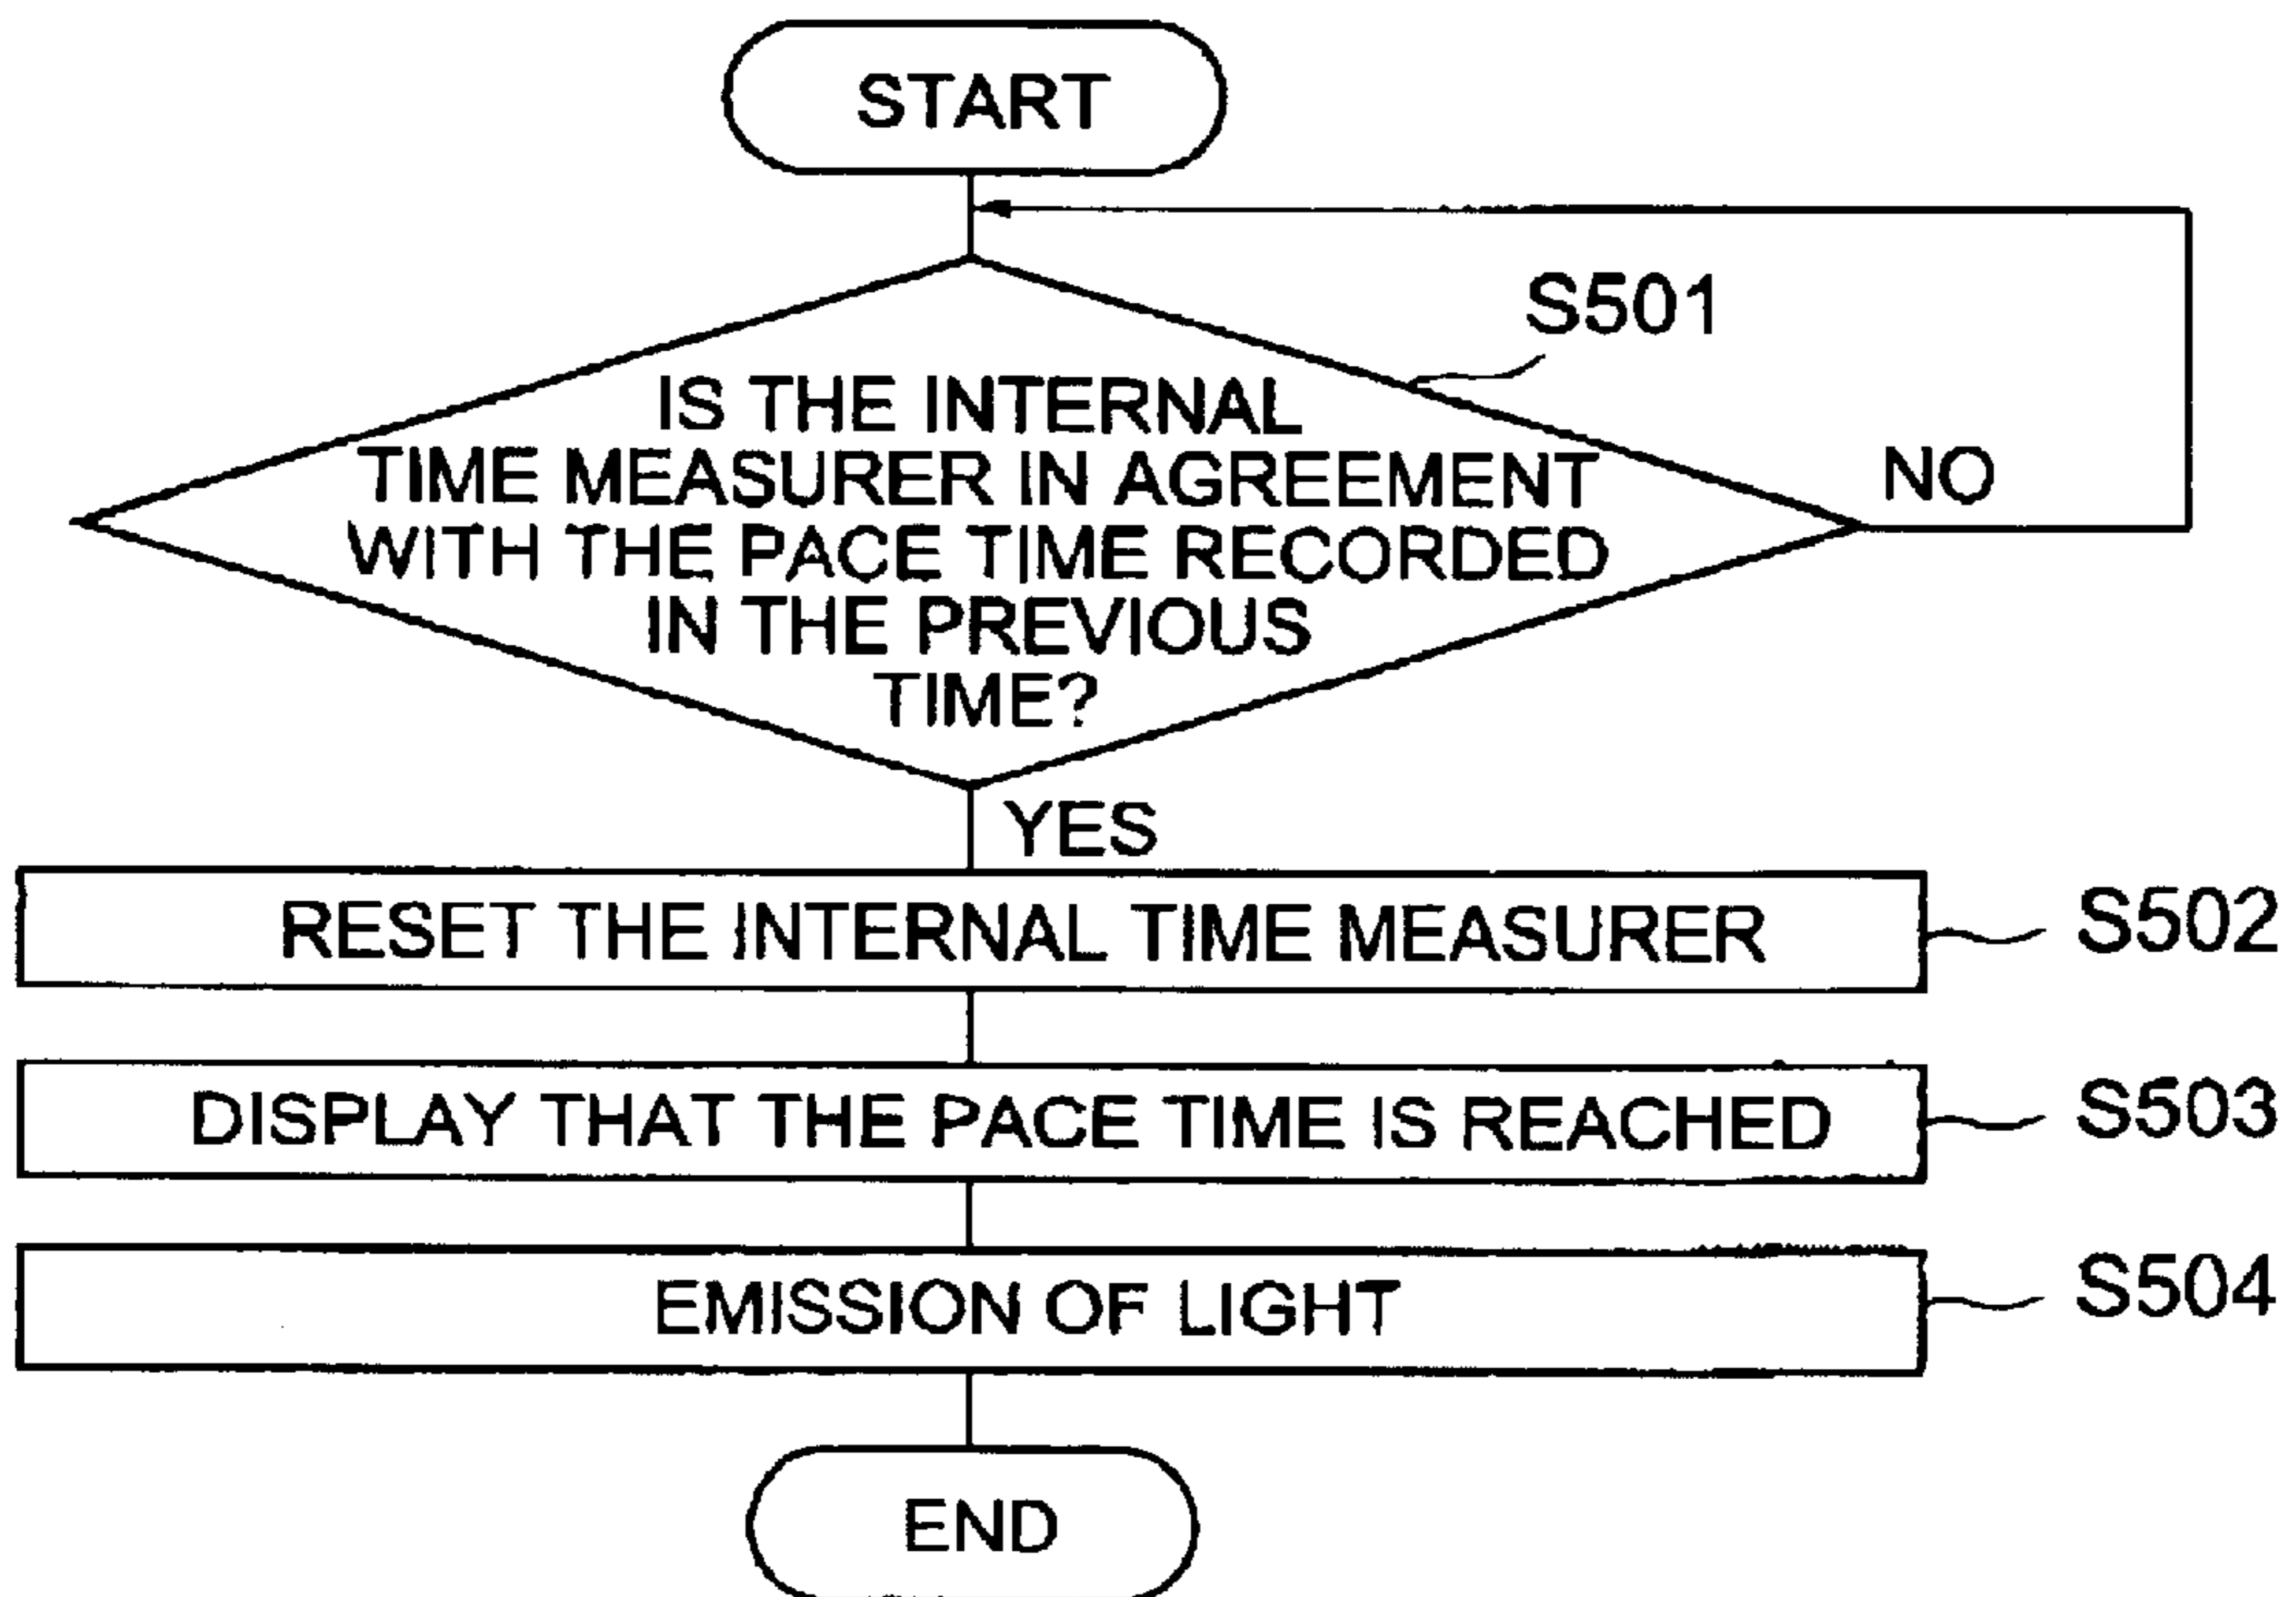 START
S501
IS THE INTERNAL
TIME MEASURER IN AGREEMENT
NO
WITH THE PACE TIME RECORDED
IN THE PREVIOUS
TIME?
YES
RESET THE INTERNAL TIME MEASURER
S502
DISPLAY THAT THE PACE TIME IS REACHED
S503
EMISSION OF LIGHT
S504
END